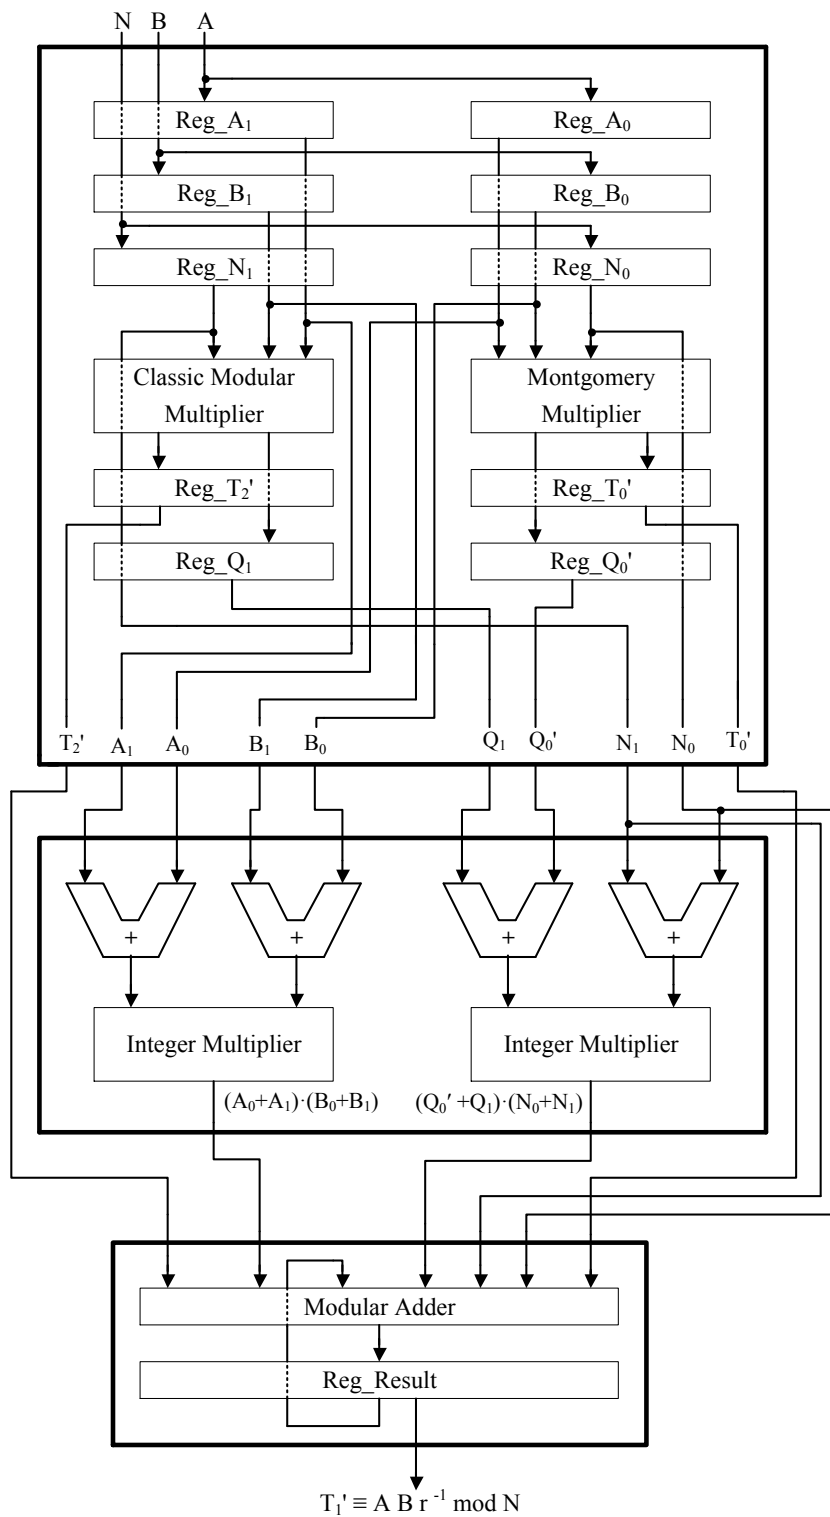 N B A
Reg_A₁ Reg_A₀
Reg_B₁ Reg_B₀
Reg_N₁ Reg_N₀
Classic Modular
Multiplier
Montgomery
Multiplier
Reg_T₂' Reg_T₀'
Reg_Q₁ Reg_Q₀'
T₂' A₁ A₀ B₁ B₀ Q₁ Q₀' N₁ N₀ T₀'
+ + + +
Integer Multiplier Integer Multiplier
(A₀+A₁)·(B₀+B₁) (Q₀' +Q₁)·(N₀+N₁)
Modular Adder
Reg_Result
T₁' ≡ A B r ⁻¹ mod N